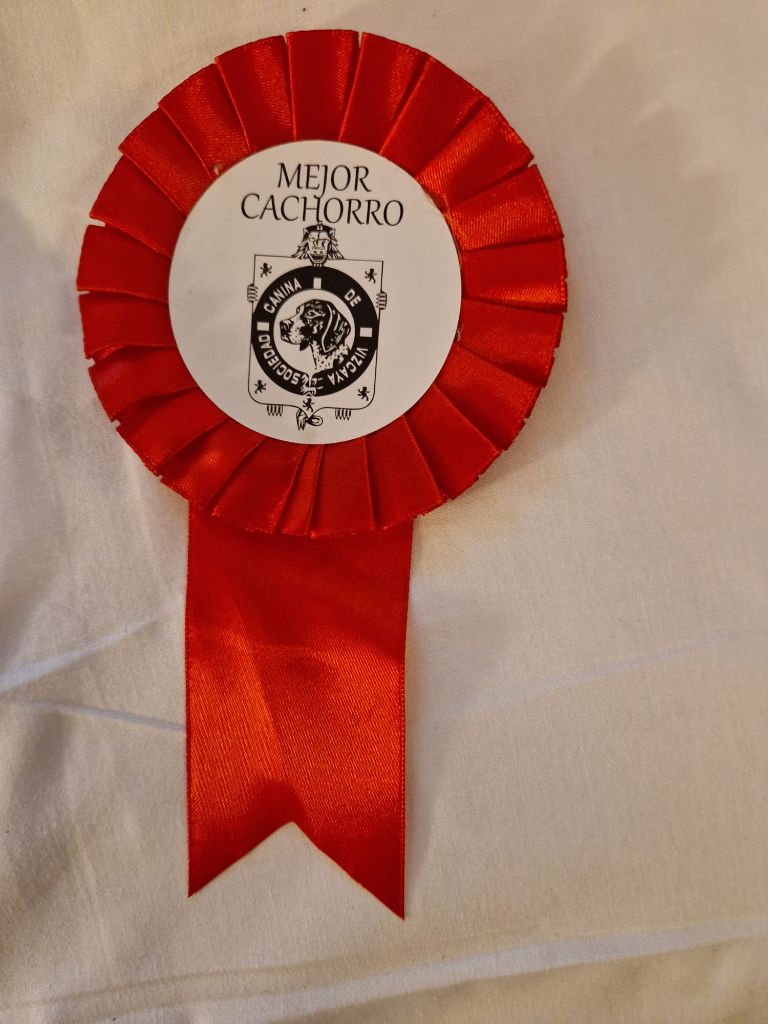 MEJOR
CACHORRO
SOCIEDAD CANINA DE VIZCAYA